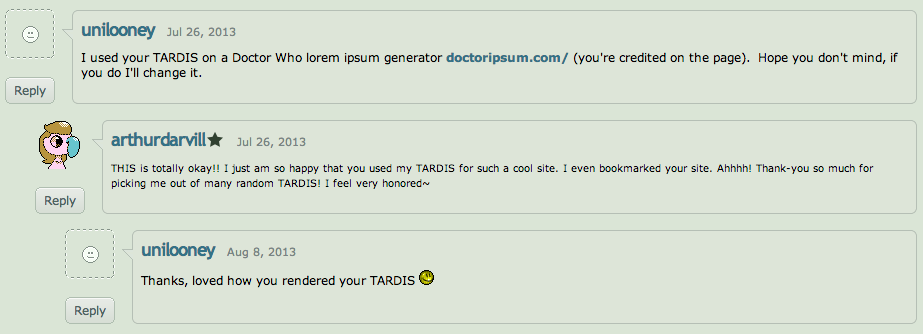 unilooney Jul 26, 2013
I used your TARDIS on a Doctor Who lorem ipsum generator doctoripsum.com/ (you're credited on the page).  Hope you don't mind, if
you do I'll change it.
Reply
arthurdarvill Jul 26, 2013
THIS is totally okay!! I just am so happy that you used my TARDIS for such a cool site. I even bookmarked your site. Ahhhh! Thank-you so much for
picking me out of many random TARDIS! I feel very honored~
Reply
unilooney Aug 8, 2013
Thanks, loved how you rendered your TARDIS
Reply